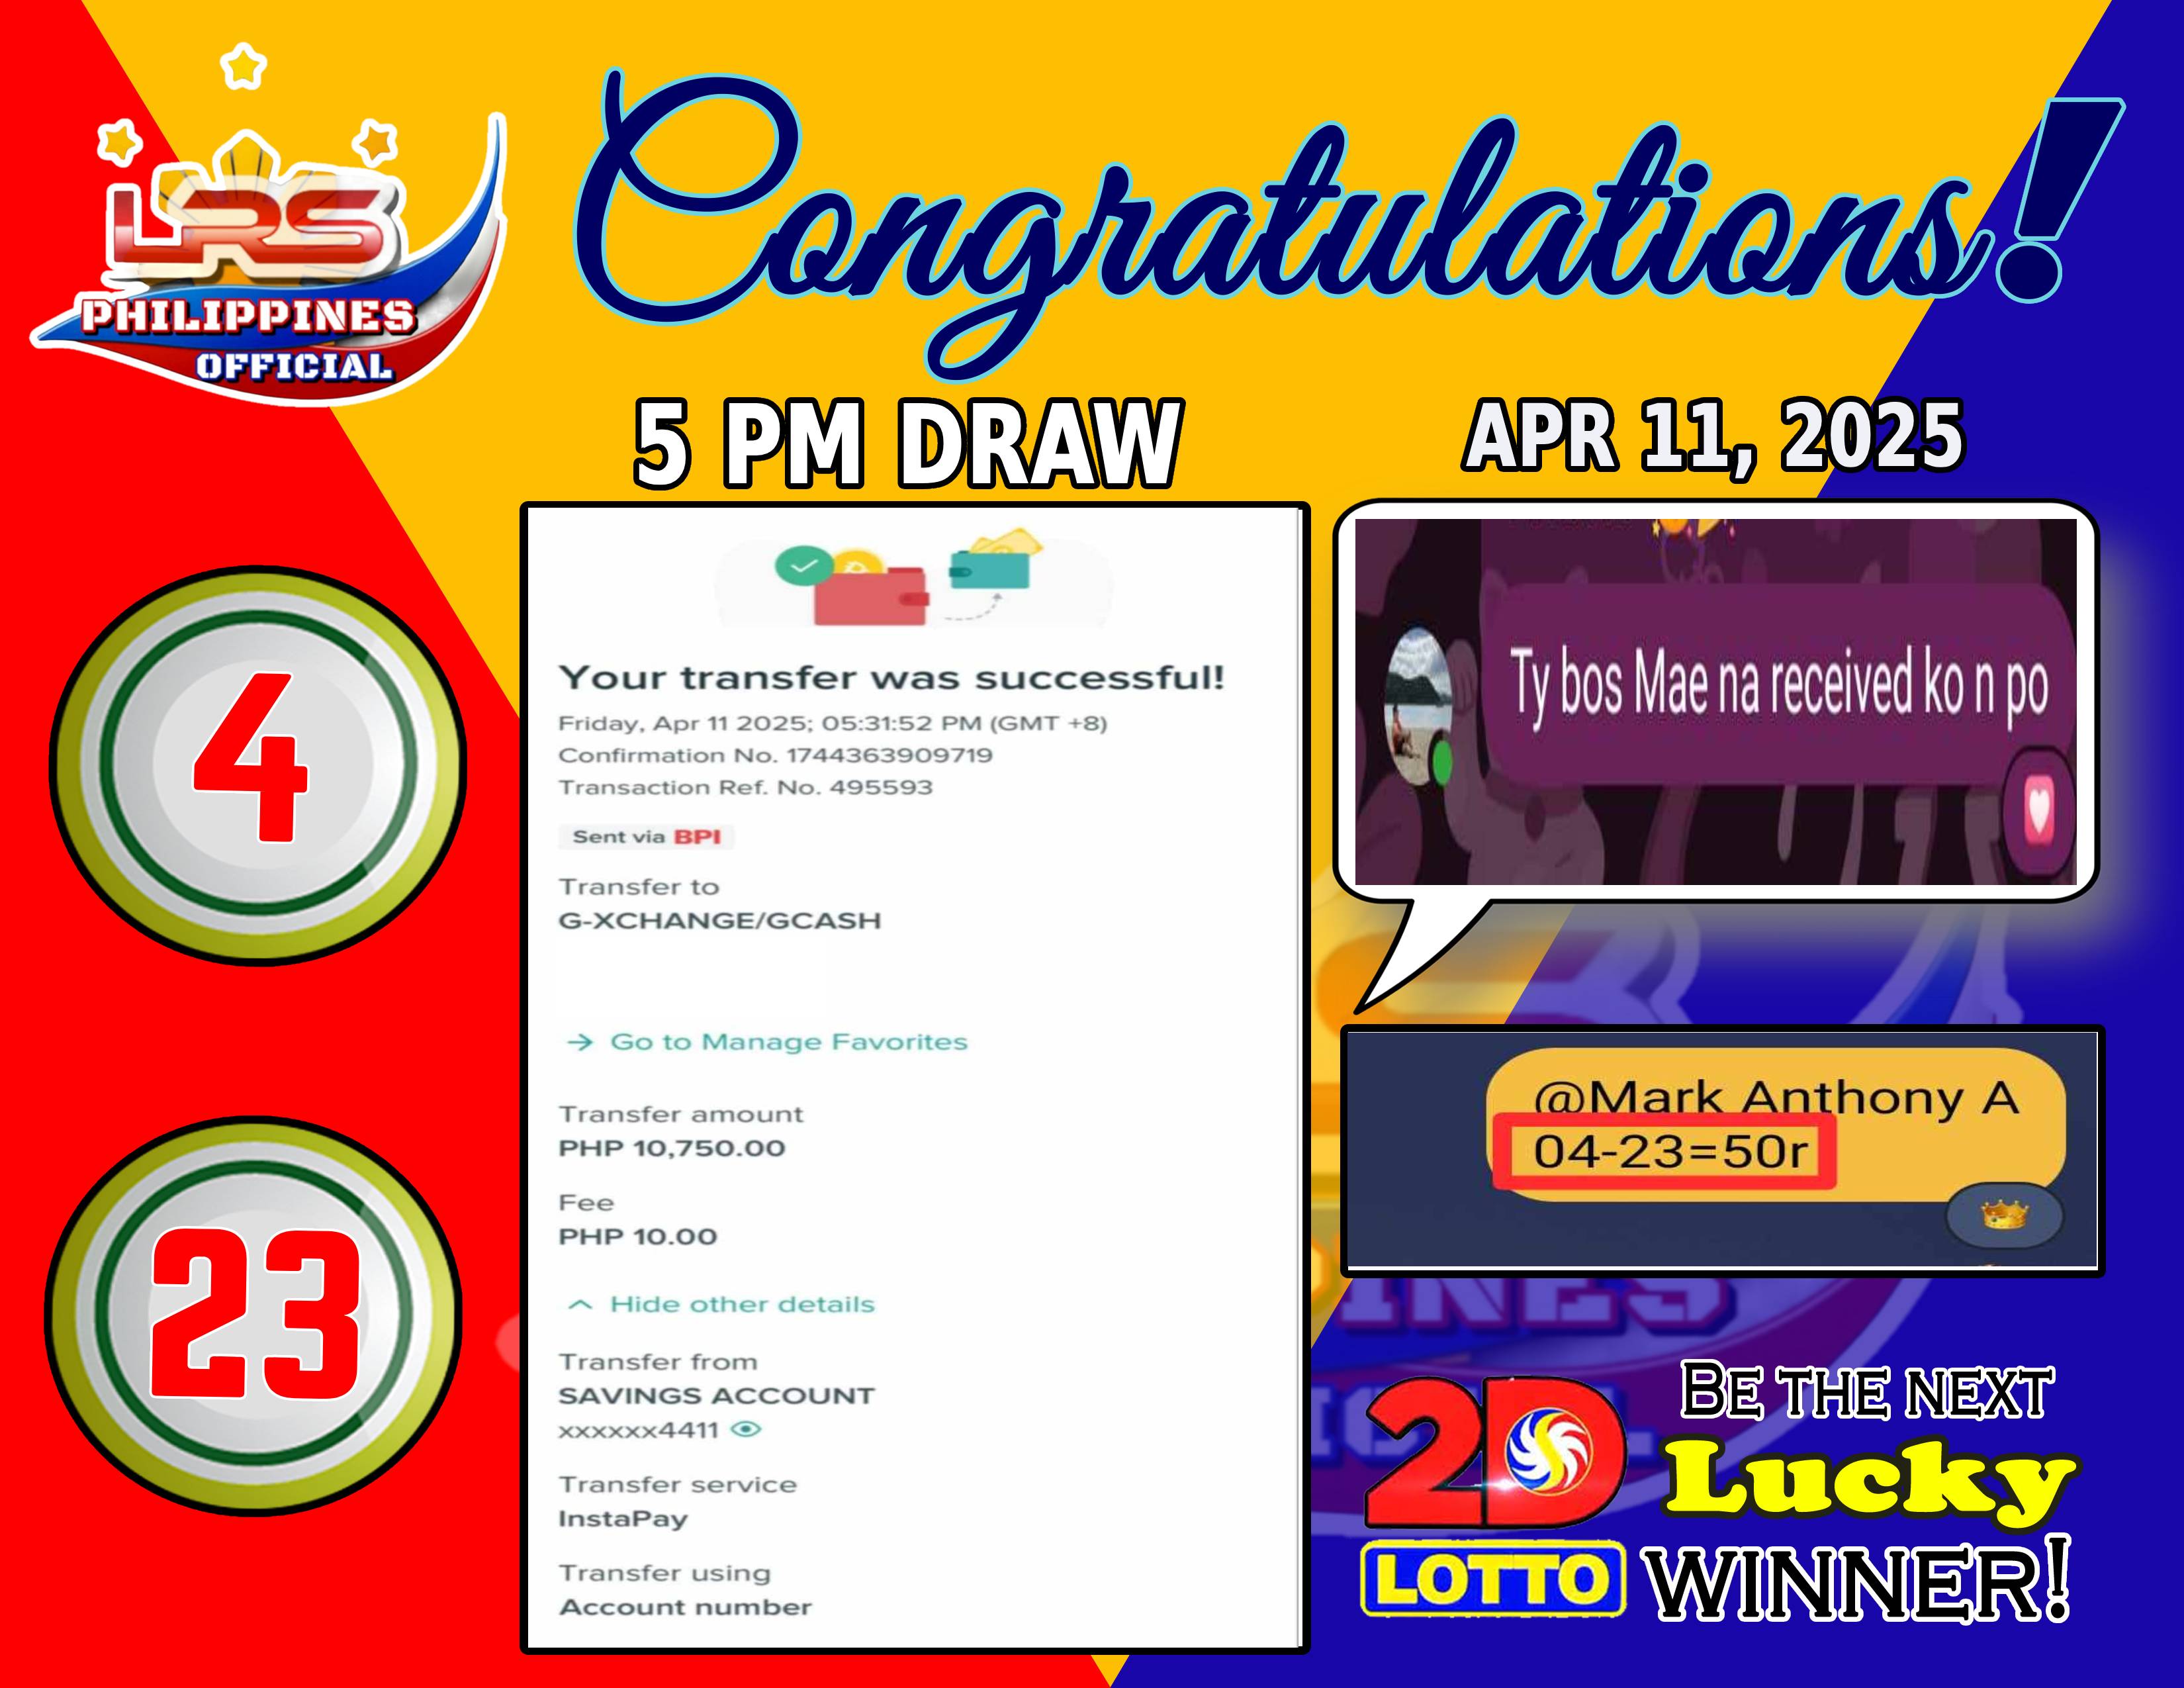 LRS
PHILIPPINES
OFFICIAL
Congratulations!
5 PM DRAW
APR 11, 2025
4
23
Your transfer was successful!
Friday, Apr 11 2025; 05:31:52 PM (GMT +8)
Confirmation No. 1744363909719
Transaction Ref. No. 495593
Sent via BPI
Transfer to
G-XCHANGE/GCASH
→ Go to Manage Favorites
Transfer amount
PHP 10,750.00
Fee
PHP 10.00
Hide other details
Transfer from
SAVINGS ACCOUNT
xxxxxx4411
Transfer service
InstaPay
Transfer using
Account number
Ty bos Mae na received ko n po
@Mark Anthony A
04-23=50r
2D
LOTTO
BE THE NEXT
Lucky
WINNER!